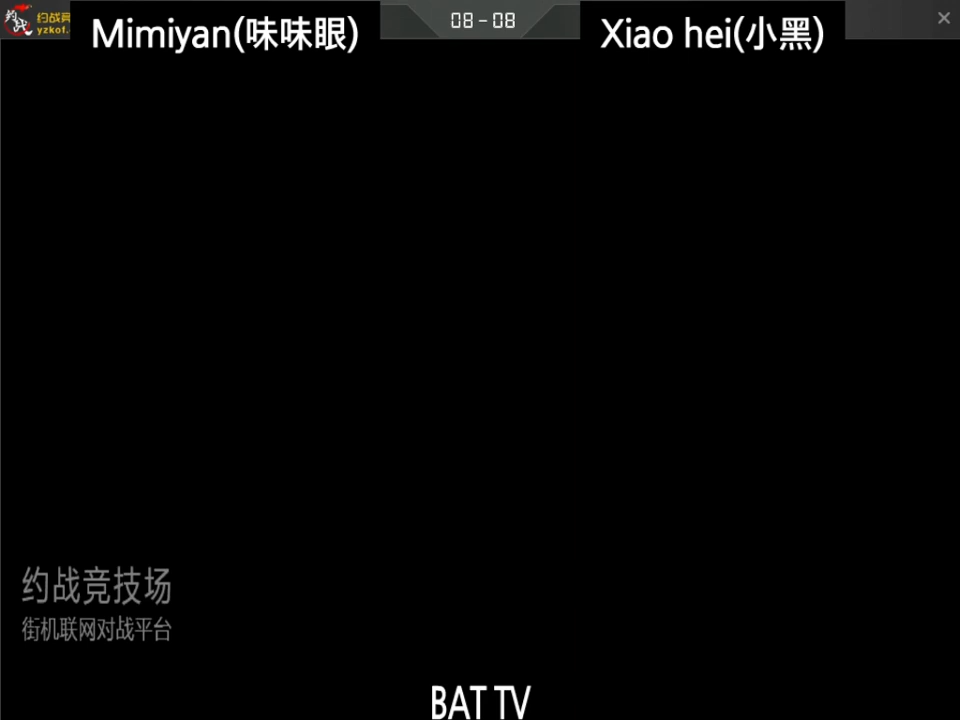 约战竞
yzkof.
Mimiyan(味味眼)
08-08
Xiao hei(小黑)
约战竞技场
街机联网对战平台
BAT TV